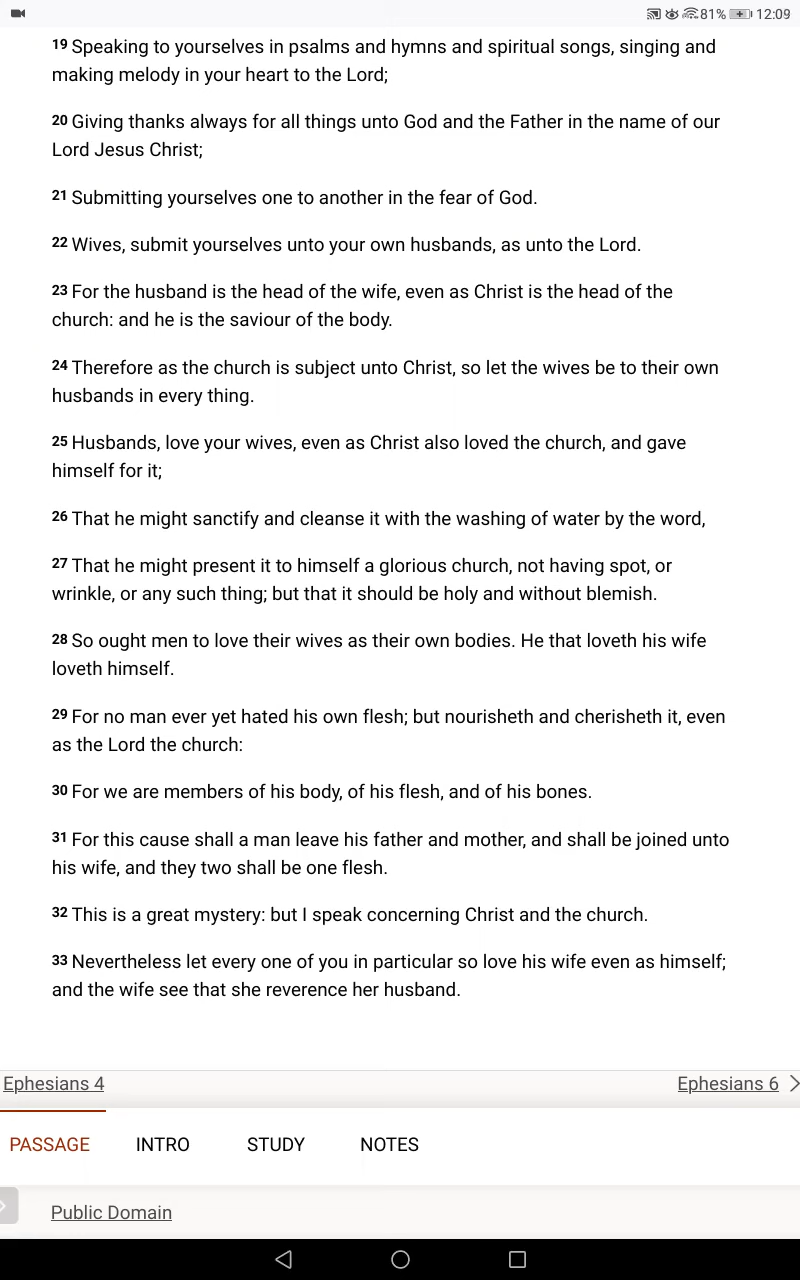 81% 12:09
19 Speaking to yourselves in psalms and hymns and spiritual songs, singing and
making melody in your heart to the Lord;
20 Giving thanks always for all things unto God and the Father in the name of our
Lord Jesus Christ;
21 Submitting yourselves one to another in the fear of God.
22 Wives, submit yourselves unto your own husbands, as unto the Lord.
23 For the husband is the head of the wife, even as Christ is the head of the
church: and he is the saviour of the body.
24 Therefore as the church is subject unto Christ, so let the wives be to their own
husbands in every thing.
25 Husbands, love your wives, even as Christ also loved the church, and gave
himself for it;
26 That he might sanctify and cleanse it with the washing of water by the word,
27 That he might present it to himself a glorious church, not having spot, or
wrinkle, or any such thing; but that it should be holy and without blemish.
28 So ought men to love their wives as their own bodies. He that loveth his wife
loveth himself.
29 For no man ever yet hated his own flesh; but nourisheth and cherisheth it, even
as the Lord the church:
30 For we are members of his body, of his flesh, and of his bones.
31 For this cause shall a man leave his father and mother, and shall be joined unto
his wife, and they two shall be one flesh.
32 This is a great mystery: but I speak concerning Christ and the church.
33 Nevertheless let every one of you in particular so love his wife even as himself;
and the wife see that she reverence her husband.
Ephesians 4 Ephesians 6
PASSAGE INTRO STUDY NOTES
Public Domain